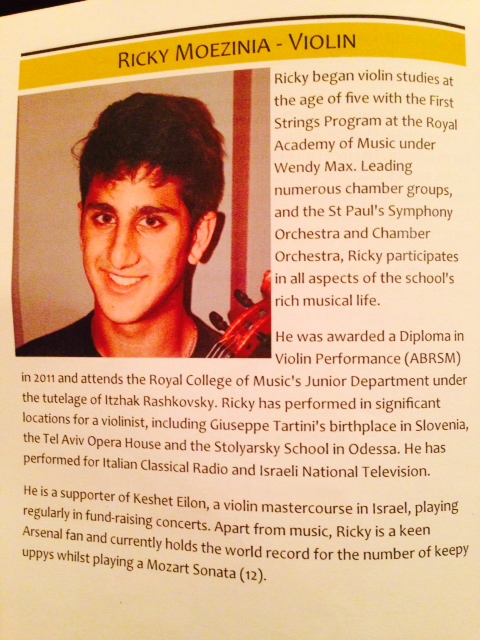 RICKY MOEZINIA - VIOLIN
Ricky began violin studies at
the age of five with the First
Strings Program at the Royal
Academy of Music under
Wendy Max. Leading
numerous chamber groups,
and the St Paul's Symphony
Orchestra and Chamber
Orchestra, Ricky participates
in all aspects of the school's
rich musical life.
He was awarded a Diploma in
Violin Performance (ABRSM)
in 2011 and attends the Royal College of Music's Junior Department under
the tutelage of Itzhak Rashkovsky. Ricky has performed in significant
locations for a violinist, including Giuseppe Tartini's birthplace in Slovenia,
the Tel Aviv Opera House and the Stolyarsky School in Odessa. He has
performed for Italian Classical Radio and Israeli National Television.
He is a supporter of Keshet Eilon, a violin mastercourse in Israel, playing
regularly in fund-raising concerts. Apart from music, Ricky is a keen
Arsenal fan and currently holds the world record for the number of keepy
uppys whilst playing a Mozart Sonata (12).